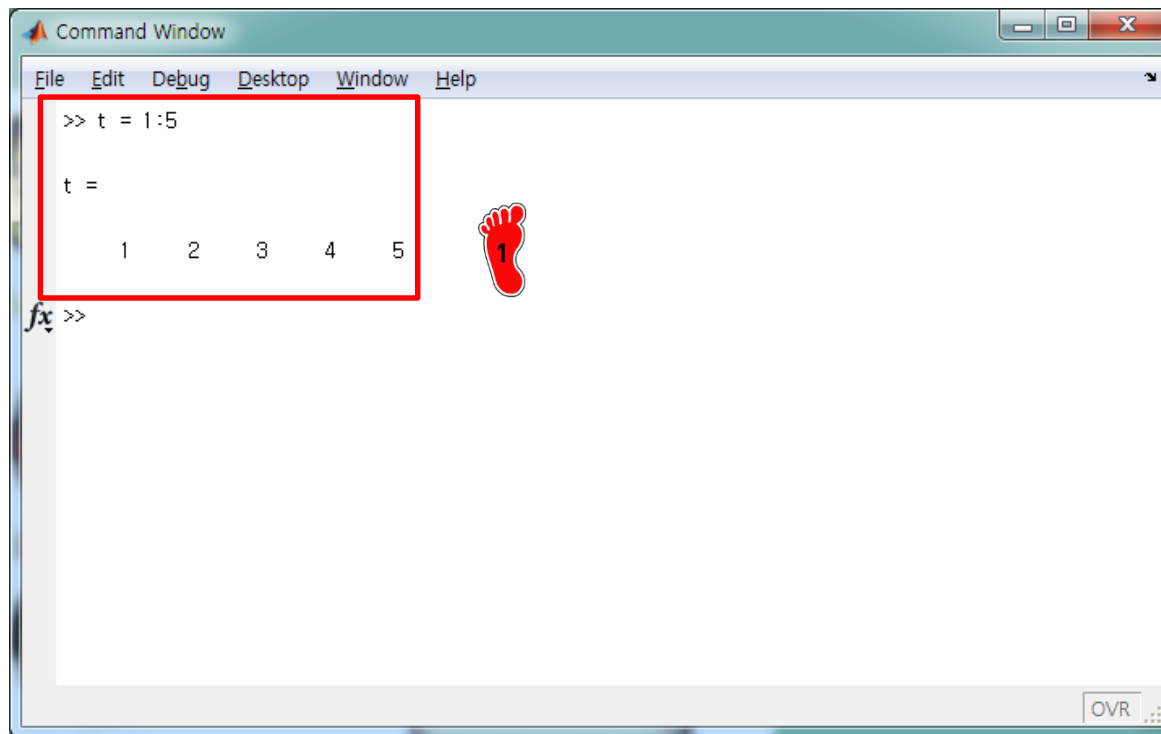 Command Window
File Edit Debug Desktop Window Help
>> t = 1:5
t =
1 2 3 4 5
1
fx >>
OVR